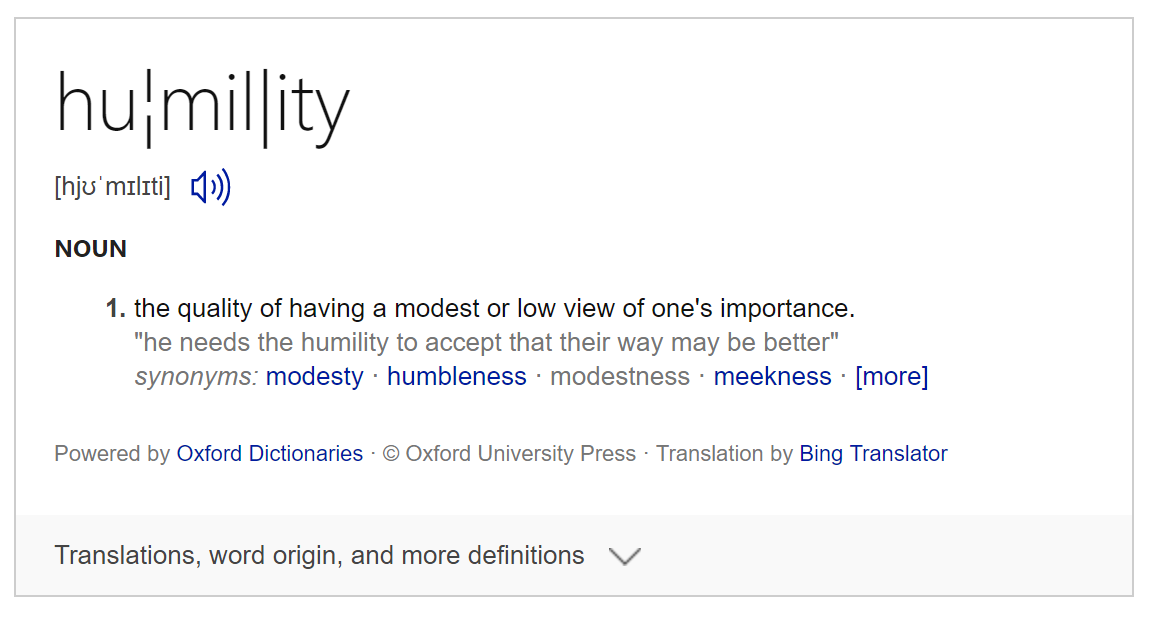 hu¦mil|ity
[hjʊˈmɪlɪti]
NOUN
1. the quality of having a modest or low view of one's importance.
"he needs the humility to accept that their way may be better"
synonyms: modesty · humbleness · modestness · meekness · [more]
Powered by Oxford Dictionaries · © Oxford University Press · Translation by Bing Translator
Translations, word origin, and more definitions